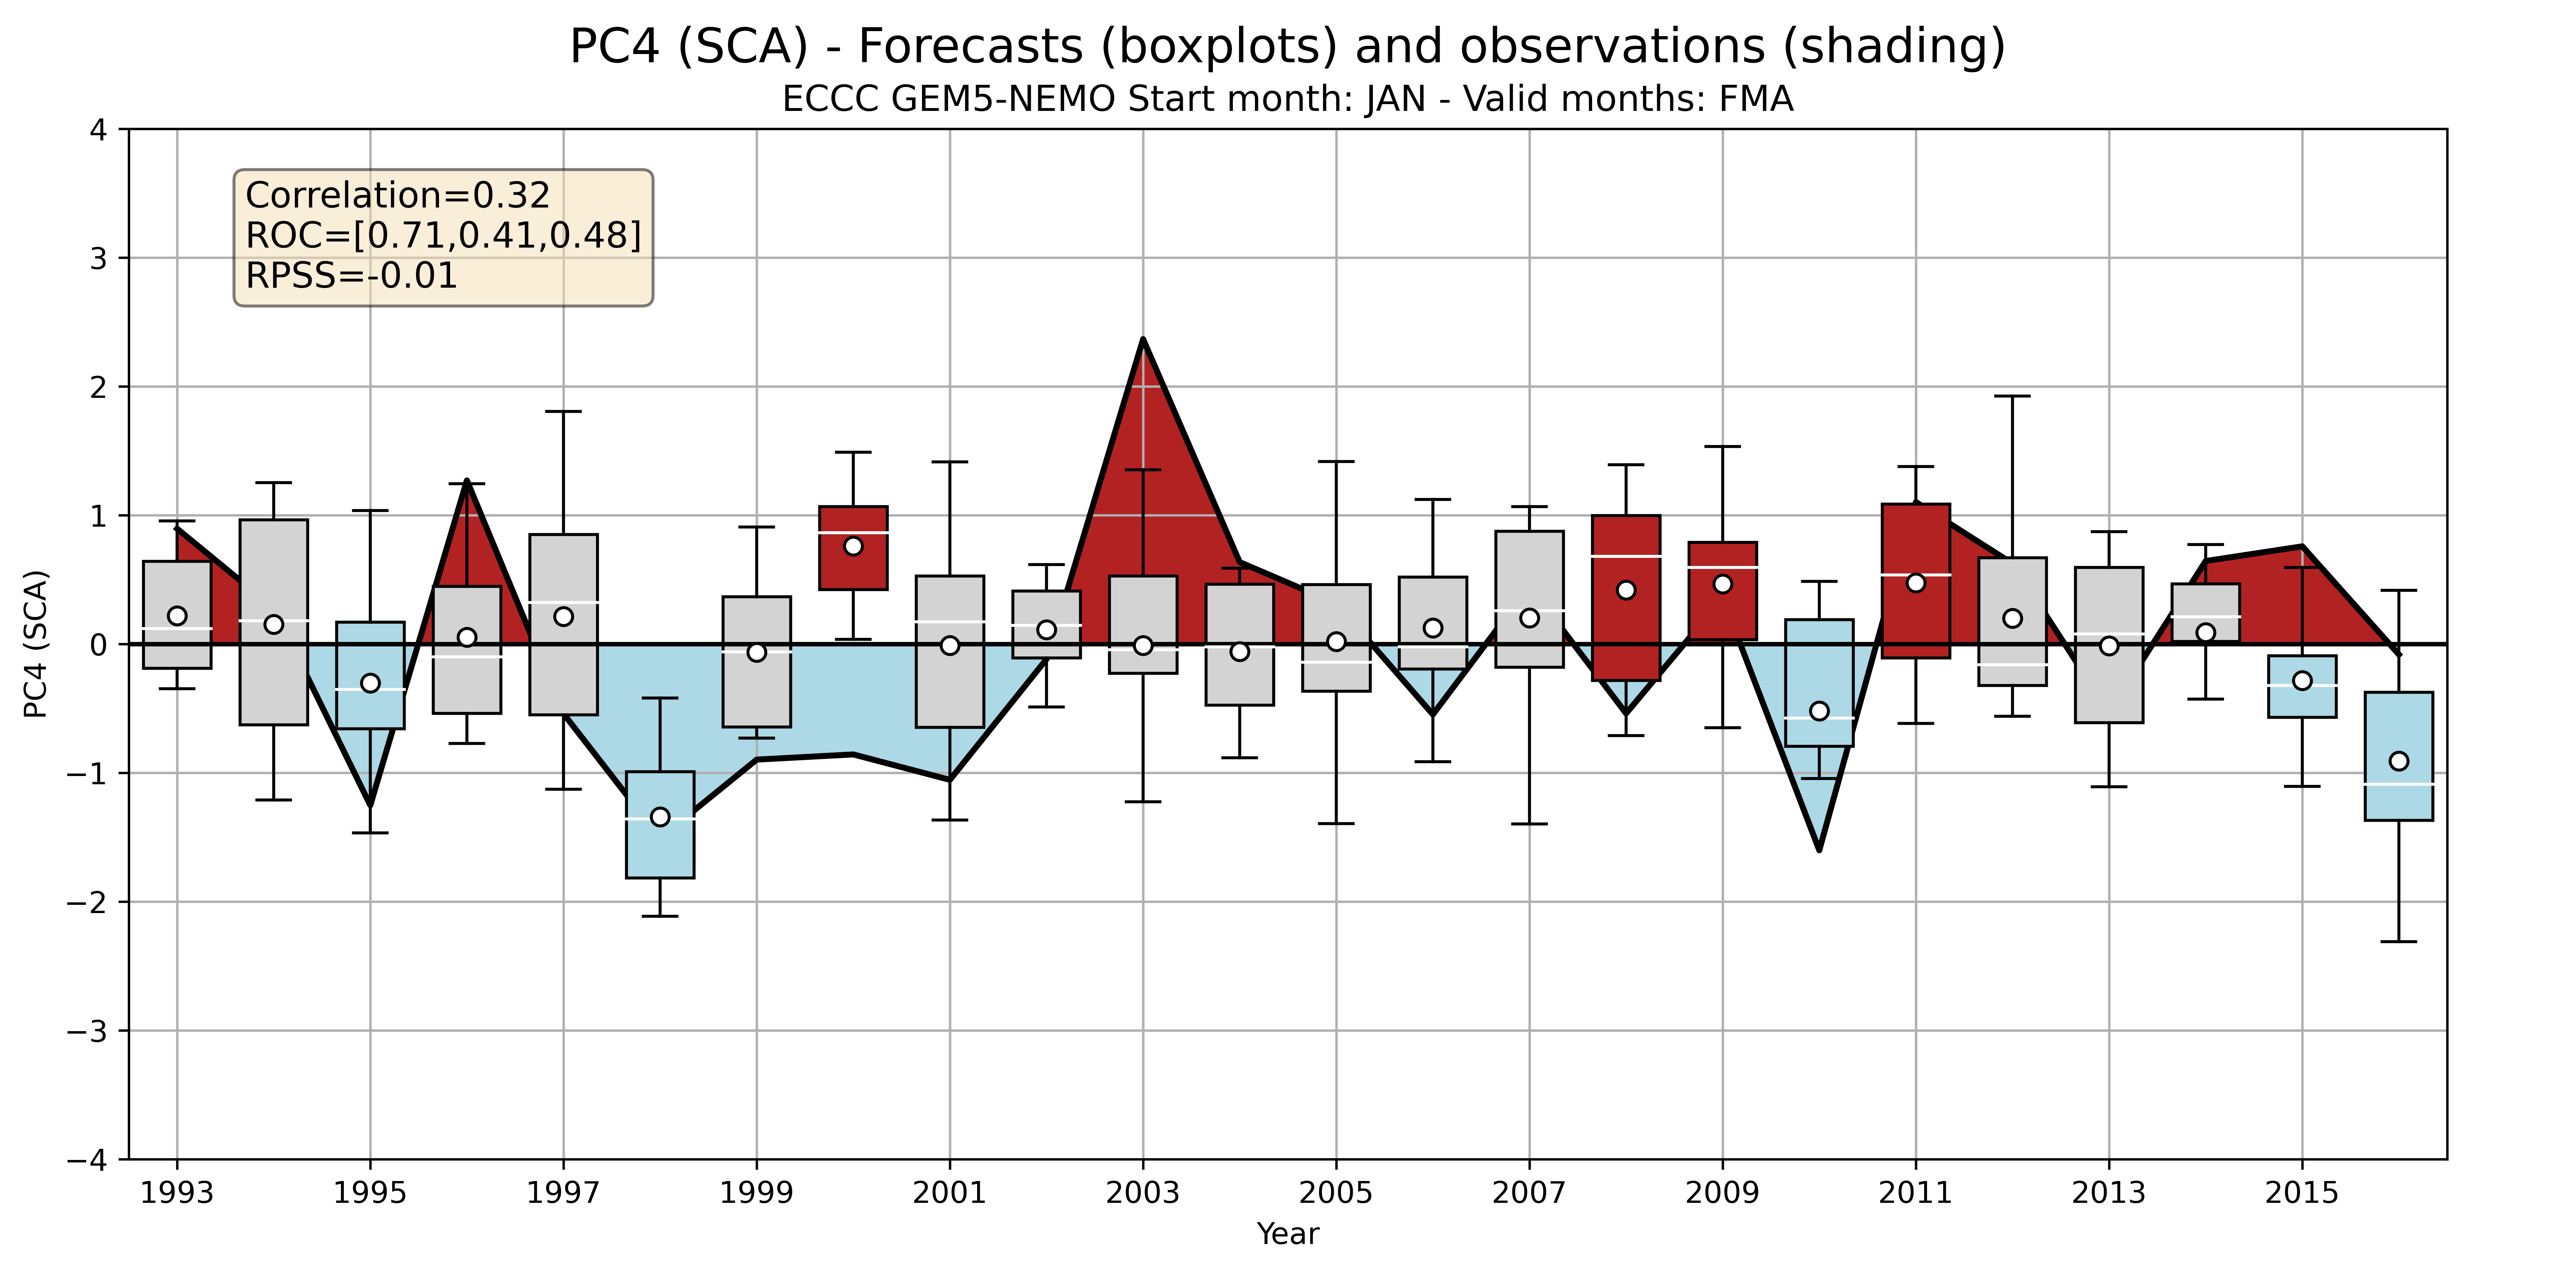 PC4 (SCA) - Forecasts (boxplots) and observations (shading)
ECCC GEM5-NEMO Start month: JAN - Valid months: FMA
Correlation=0.32
ROC=[0.71,0.41,0.48]
RPSS=-0.01
PC4 (SCA)
4
3
2
1
0
−1
−2
−3
−4
1993 1995 1997 1999 2001 2003 2005 2007 2009 2011 2013 2015
Year